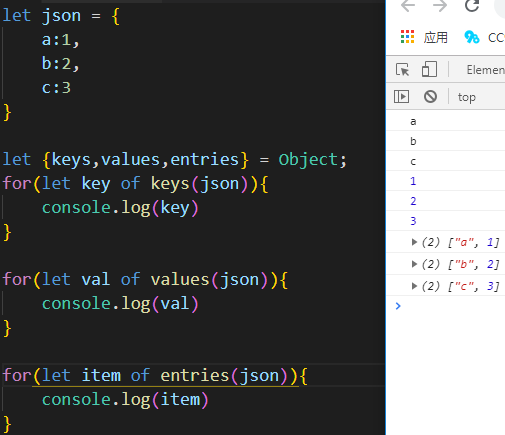 let json = {
    a:1,
    b:2,
    c:3
}
let {keys,values,entries} = Object;
for(let key of keys(json)){
    console.log(key)
}
for(let val of values(json)){
    console.log(val)
}
for(let item of entries(json)){
    console.log(item)
}
应用
CC
Elemen
top
a
b
c
1
2
3
(2) ["a", 1]
(2) ["b", 2]
(2) ["c", 3]